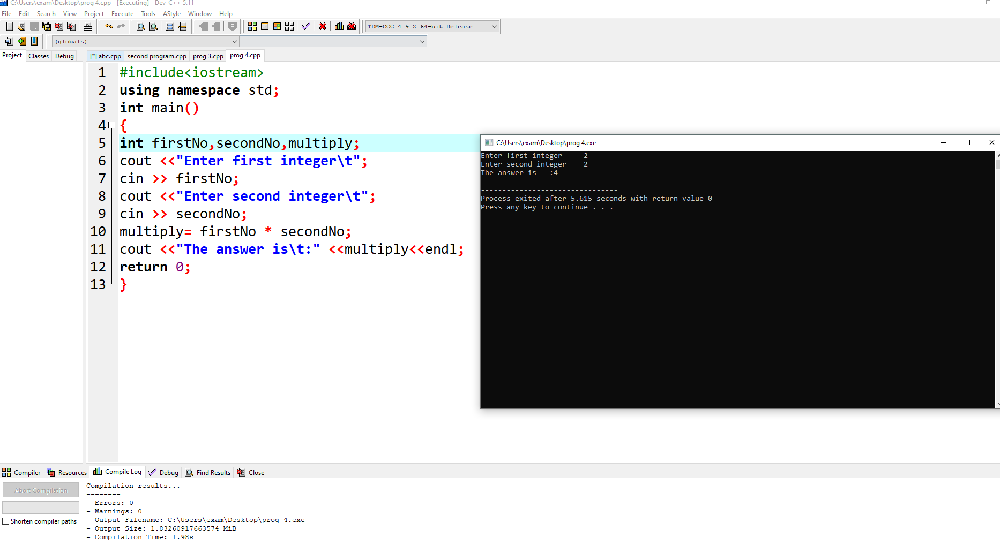 C:\Users\exam\Desktop\prog 4.cpp - [Executing] - Dev-C++ 5.11
File Edit Search View Project Execute Tools AStyle Window Help
TDM-GCC 4.9.2 64-bit Release
(globals)
Project Classes Debug [*] abc.cpp second program.cpp prog 3.cpp prog 4.cpp
1 #include<iostream>
2 using namespace std;
3 int main()
4 {
5 int firstNo,secondNo,multiply;
6 cout <<"Enter first integer\t";
7 cin >> firstNo;
8 cout <<"Enter second integer\t";
9 cin >> secondNo;
10 multiply= firstNo * secondNo;
11 cout <<"The answer is\t:" <<multiply<<endl;
12 return 0;
13 }
C:\Users\exam\Desktop\prog 4.exe
Enter first integer 2
Enter second integer 2
The answer is :4
--------------------------------
Process exited after 5.615 seconds with return value 0
Press any key to continue . . .
Compiler Resources Compile Log Debug Find Results Close
Abort Compilation
Shorten compiler paths
Compilation results...
--------
- Errors: 0
- Warnings: 0
- Output Filename: C:\Users\exam\Desktop\prog 4.exe
- Output Size: 1.83260917663574 MiB
- Compilation Time: 1.98s